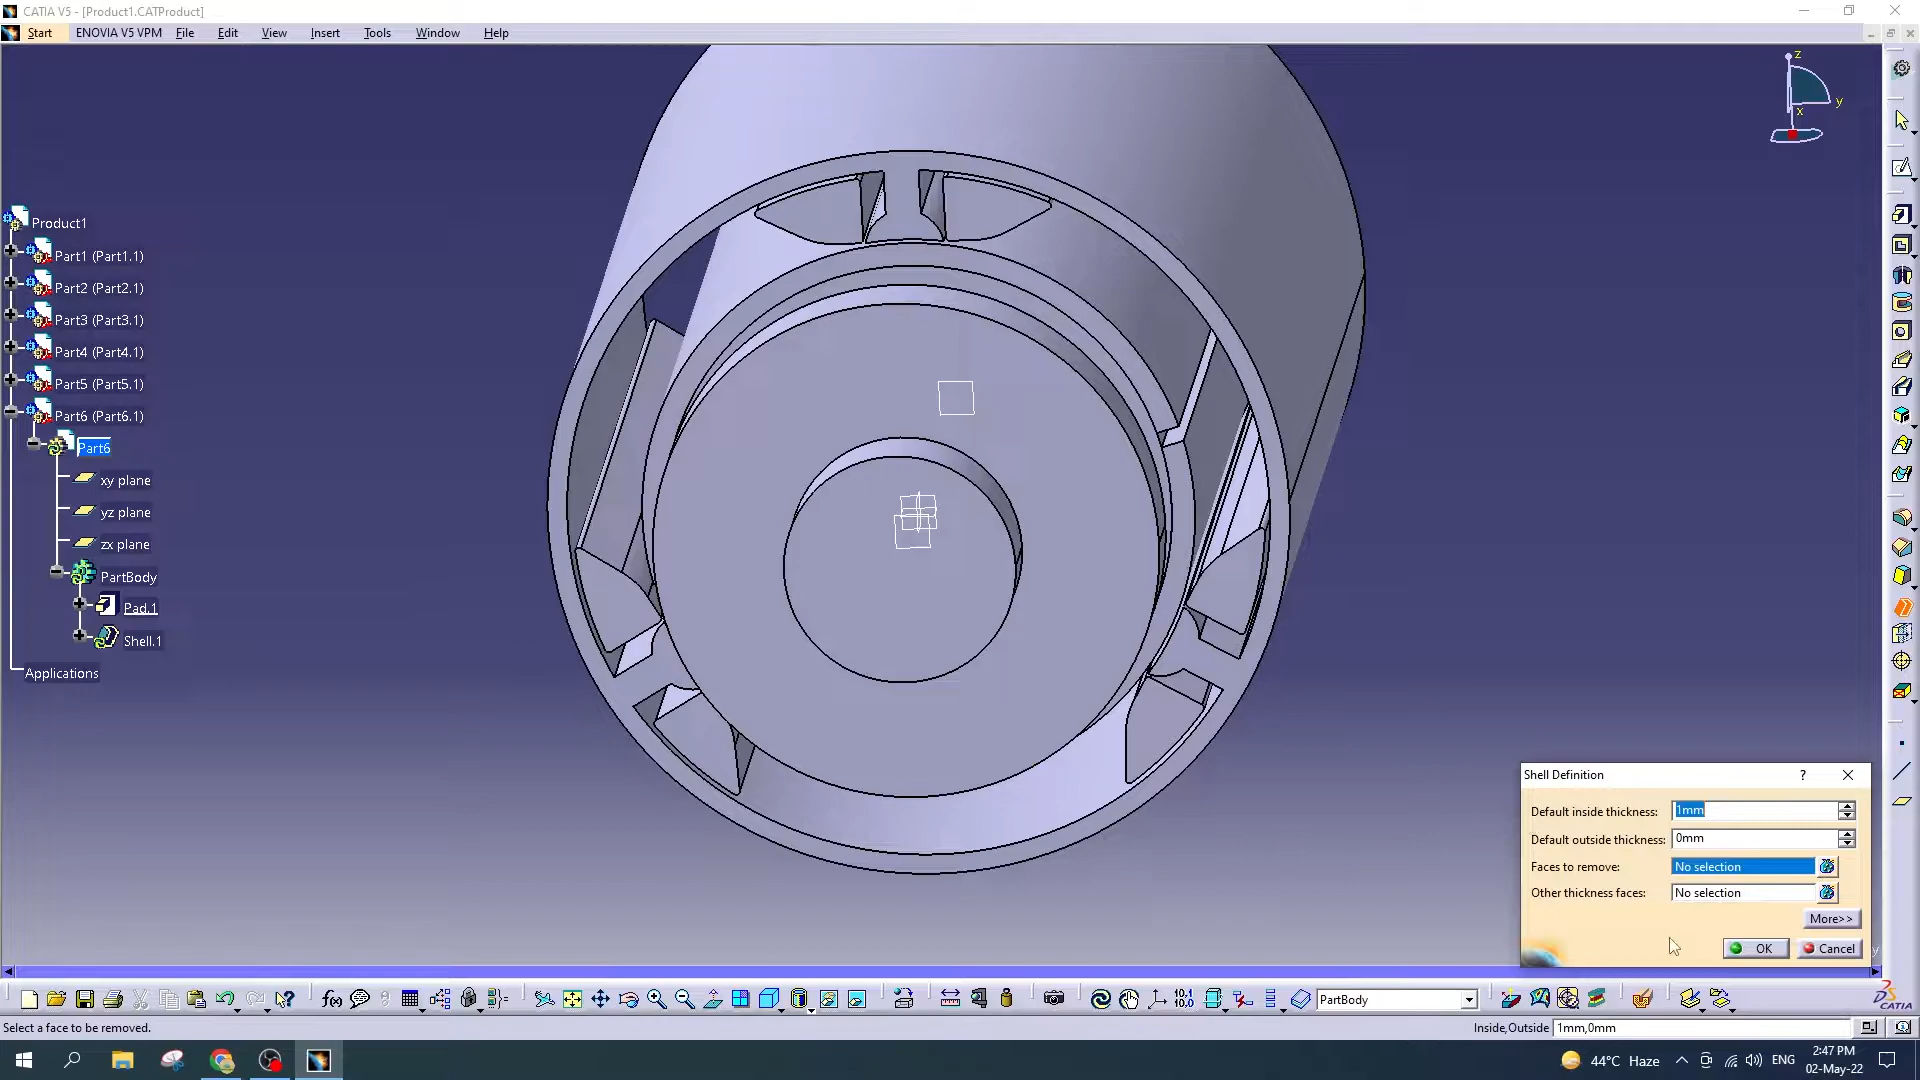 CATIA V5 - [Product1.CATProduct]
Start ENOVIA V5 VPM File Edit View Insert Tools Window Help
z
y
x
Product1
Part1 (Part1.1)
Part2 (Part2.1)
Part3 (Part3.1)
Part4 (Part4.1)
Part5 (Part5.1)
Part6 (Part6.1)
Part6
xy plane
yz plane
zx plane
PartBody
Pad.1
Shell.1
Applications
Shell Definition ?
Default inside thickness: 1mm
Default outside thickness: 0mm
Faces to remove: No selection
Other thickness faces: No selection
More>>
OK Cancel
y
f(x) 10.1 PartBody
CATIA
Select a face to be removed. Inside,Outside 1mm,0mm
44°C Haze ENG 2:47 PM
02-May-22